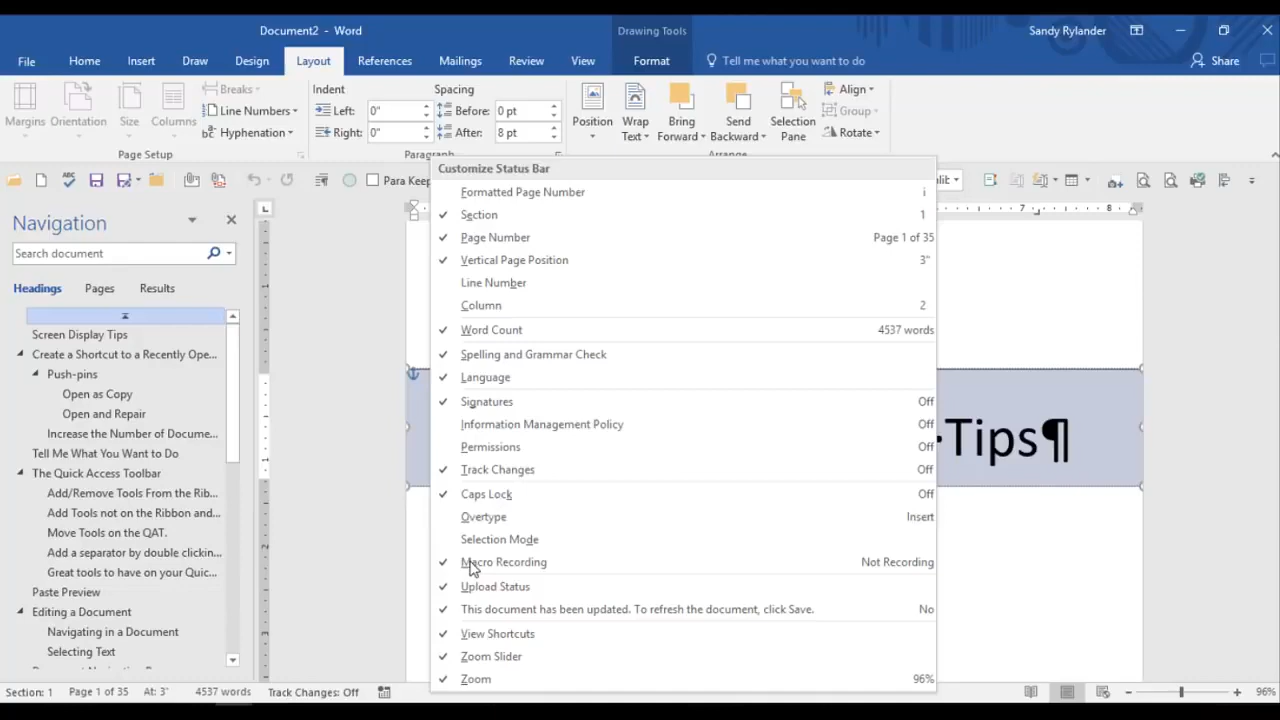 Document2 - Word
Drawing Tools
Sandy Rylander
File Home Insert Draw Design Layout References Mailings Review View Format Tell me what you want to do Share
Margins Orientation Size Columns
Breaks
Line Numbers
Hyphenation
Page Setup
Indent Spacing
Left: 0" Before: 0 pt
Right: 0" After: 8 pt
Paragraph
Position Wrap Text Bring Forward Send Backward Selection Pane
Align
Group
Rotate
Arrange
ABC Para Keep
Navigation
Search document
Headings Pages Results
Screen Display Tips
Create a Shortcut to a Recently Ope...
Push-pins
Open as Copy
Open and Repair
Increase the Number of Docume...
Tell Me What You Want to Do
The Quick Access Toolbar
Add/Remove Tools From the Rib...
Add Tools not on the Ribbon and...
Move Tools on the QAT.
Add a separator by double clickin...
Great tools to have on your Quic...
Paste Preview
Editing a Document
Navigating in a Document
Selecting Text
Customize Status Bar
Formatted Page Number i
Section 1
Page Number Page 1 of 35
Vertical Page Position 3"
Line Number
Column 2
Word Count 4537 words
Spelling and Grammar Check
Language
Signatures Off
Information Management Policy Off
Permissions Off
Track Changes Off
Caps Lock Off
Overtype Insert
Selection Mode
Macro Recording Not Recording
Upload Status
This document has been updated. To refresh the document, click Save. No
View Shortcuts
Zoom Slider
Zoom 96%
7 8
·Tips¶
Section: 1 Page 1 of 35 At: 3" 4537 words Track Changes: Off 96%